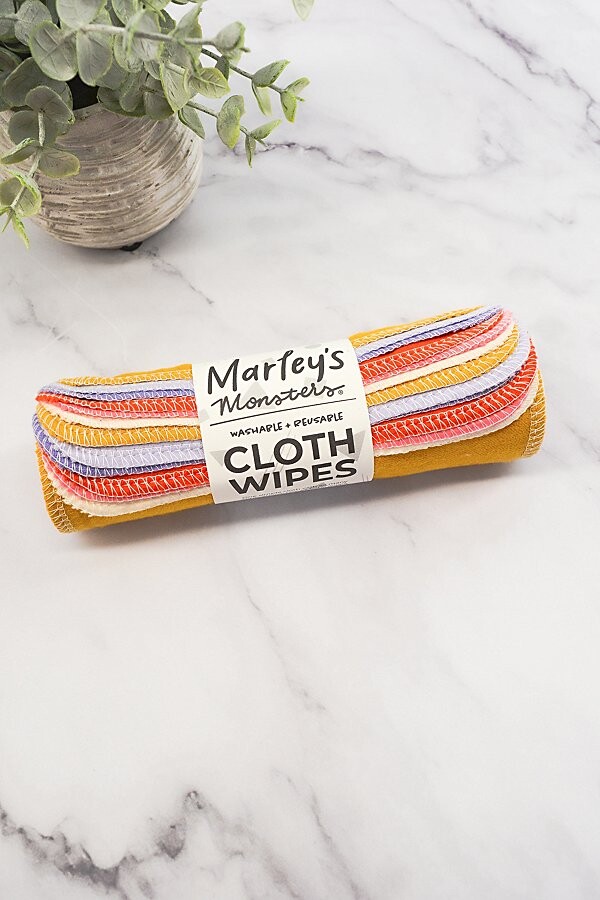 Marley's
Monsters®
WASHABLE + REUSABLE
CLOTH
WIPES